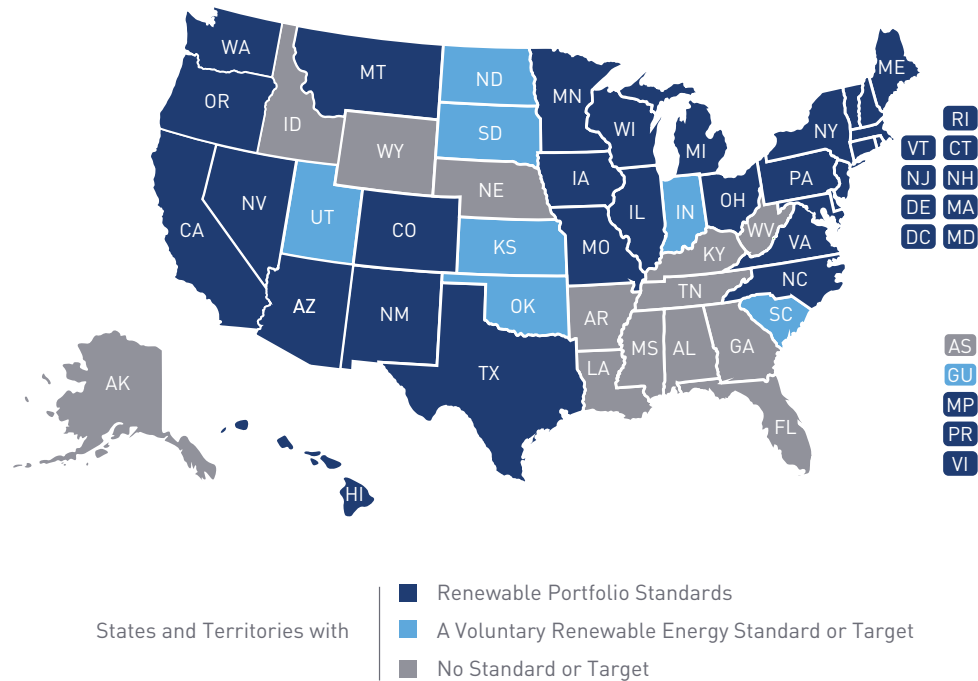 WA
MT
ND
MN
ME
OR
ID
SD
WI
MI
NY
RI
WY
VT
CT
NE
IA
PA
NJ
NH
NV
UT
CO
IL
IN
OH
DE
MA
CA
KS
MO
WV
VA
DC
MD
KY
AZ
NM
OK
AR
TN
NC
SC
TX
LA
MS
AL
GA
AS
AK
GU
FL
MP
PR
HI
VI
States and Territories with
Renewable Portfolio Standards
A Voluntary Renewable Energy Standard or Target
No Standard or Target